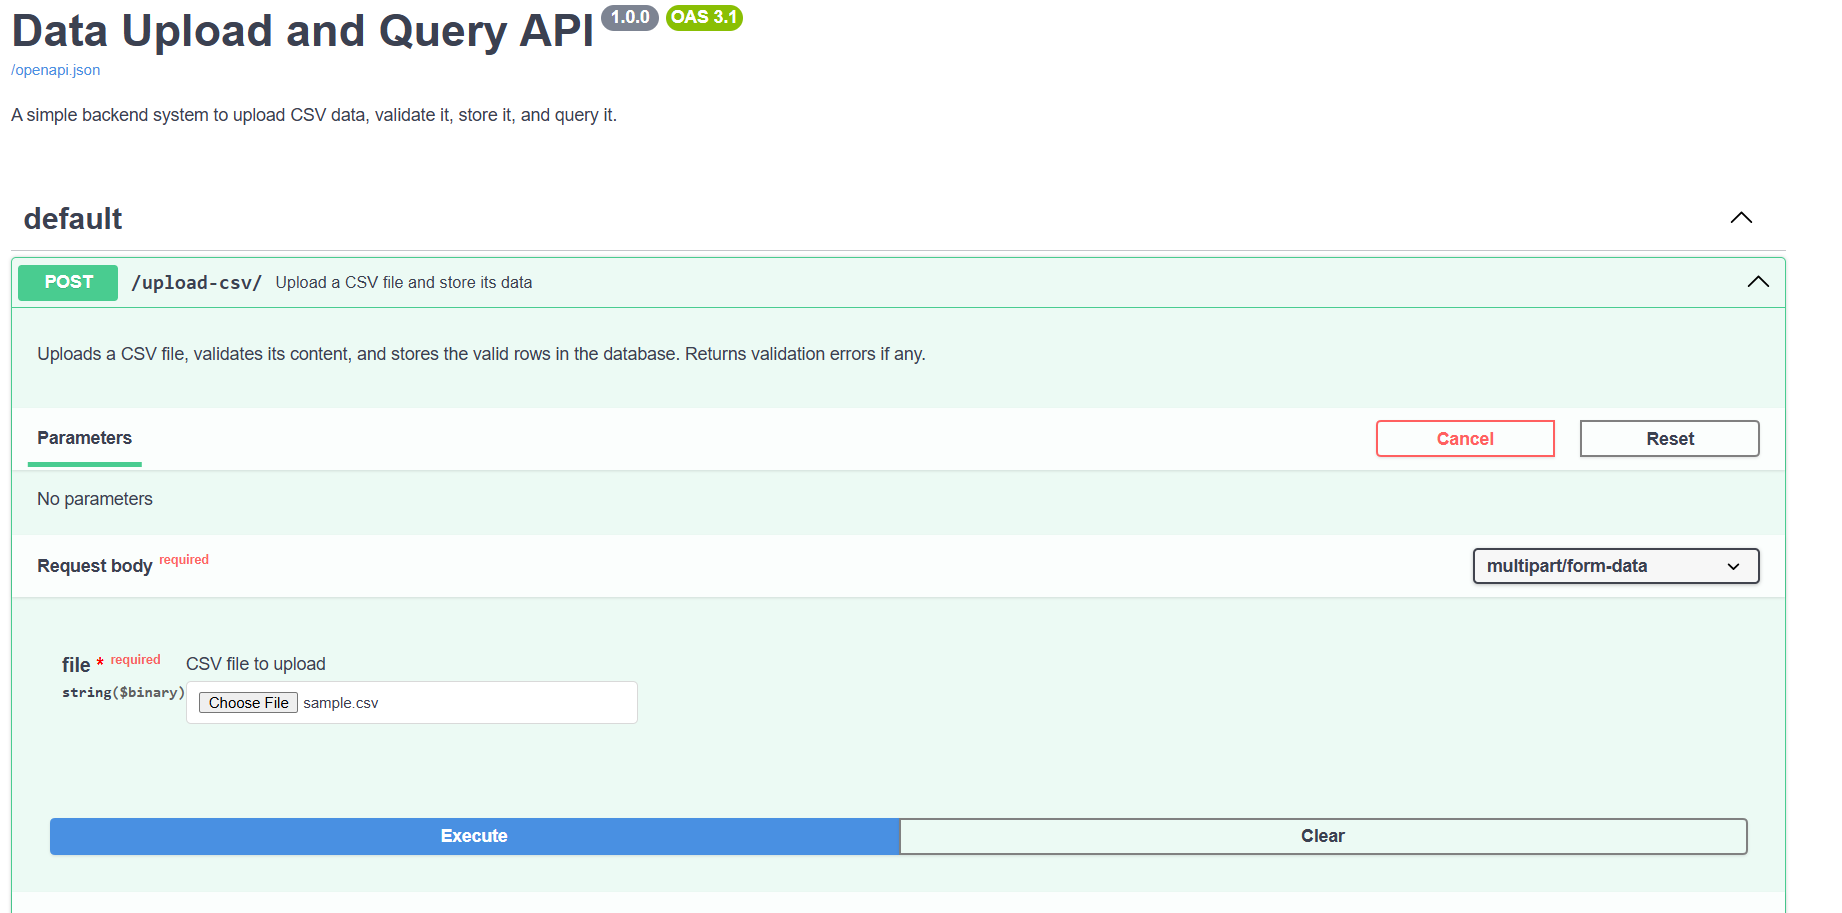 Data Upload and Query API 1.0.0 OAS 3.1
/openapi.json
A simple backend system to upload CSV data, validate it, store it, and query it.
default
POST /upload-csv/ Upload a CSV file and store its data
Uploads a CSV file, validates its content, and stores the valid rows in the database. Returns validation errors if any.
Parameters Cancel Reset
No parameters
Request body required multipart/form-data
file * required CSV file to upload
string($binary)
Choose File sample.csv
Execute Clear